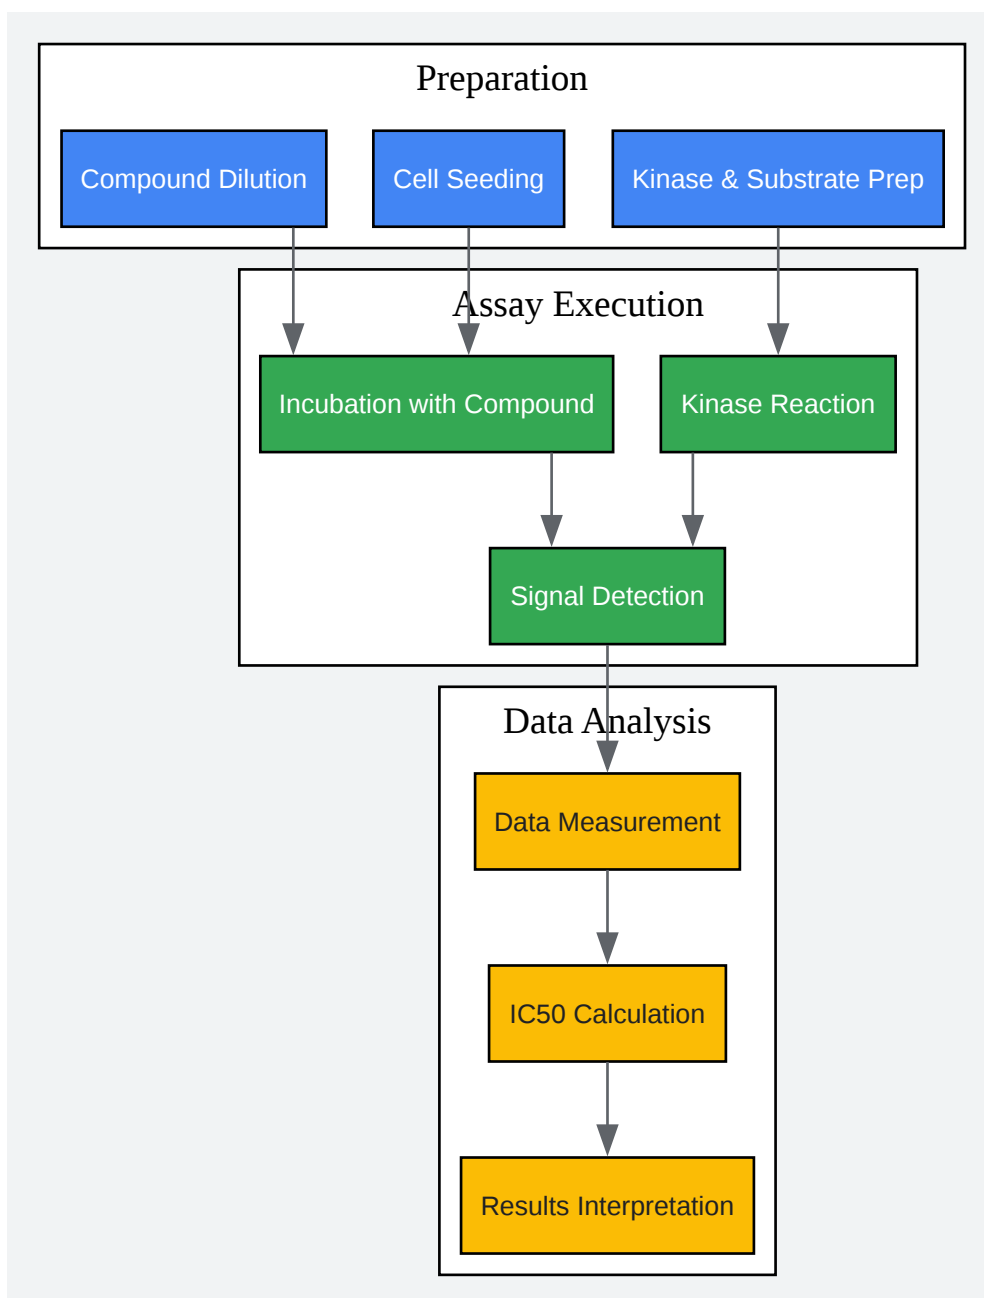 Preparation
Compound Dilution
Cell Seeding
Kinase & Substrate Prep
Assay Execution
Incubation with Compound
Kinase Reaction
Signal Detection
Data Analysis
Data Measurement
IC50 Calculation
Results Interpretation